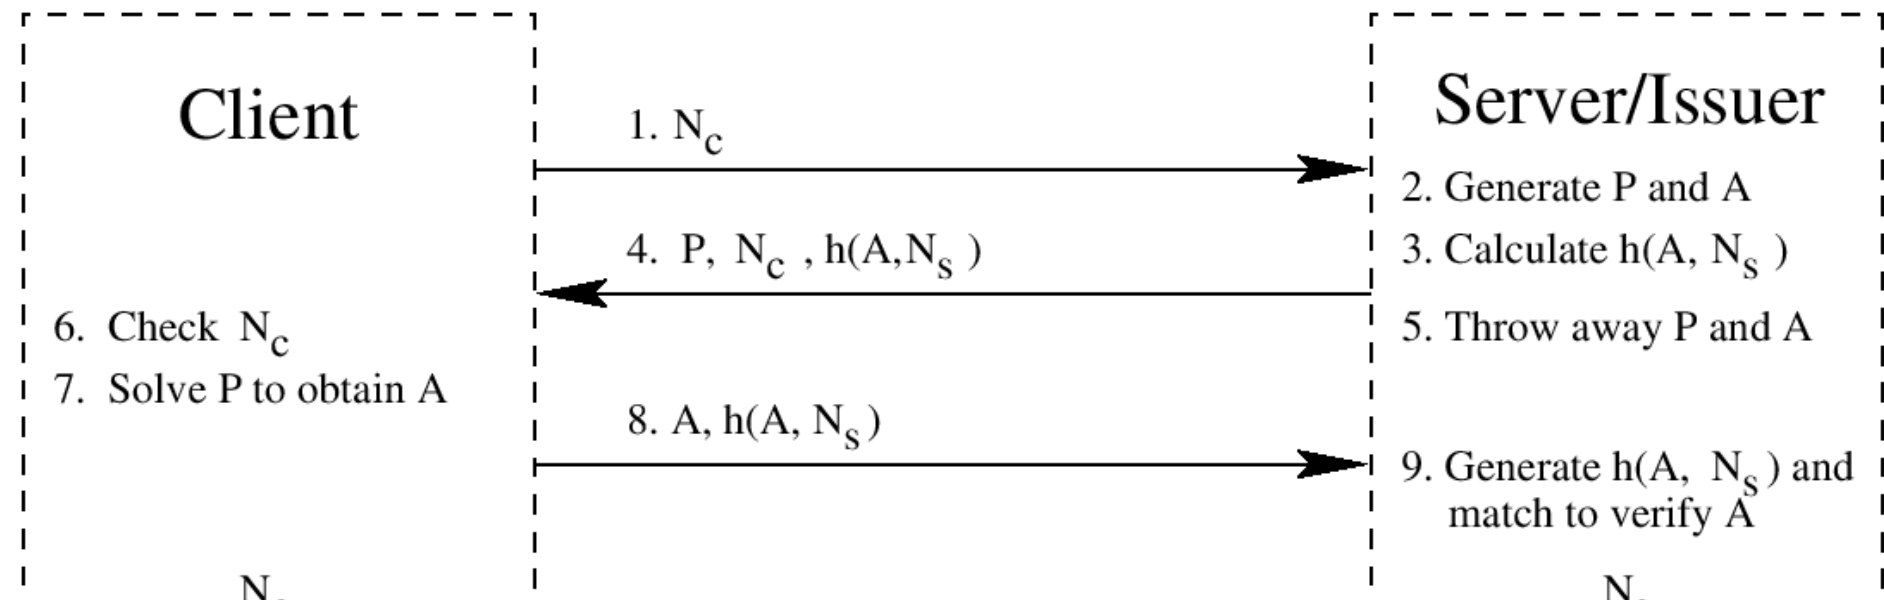 Client
Server/Issuer
1. Nc
2. Generate P and A
4. P, Nc , h(A,Ns )
3. Calculate h(A, Ns )
6. Check Nc
5. Throw away P and A
7. Solve P to obtain A
8. A, h(A, Ns)
9. Generate h(A, Ns) and
match to verify A
N
N